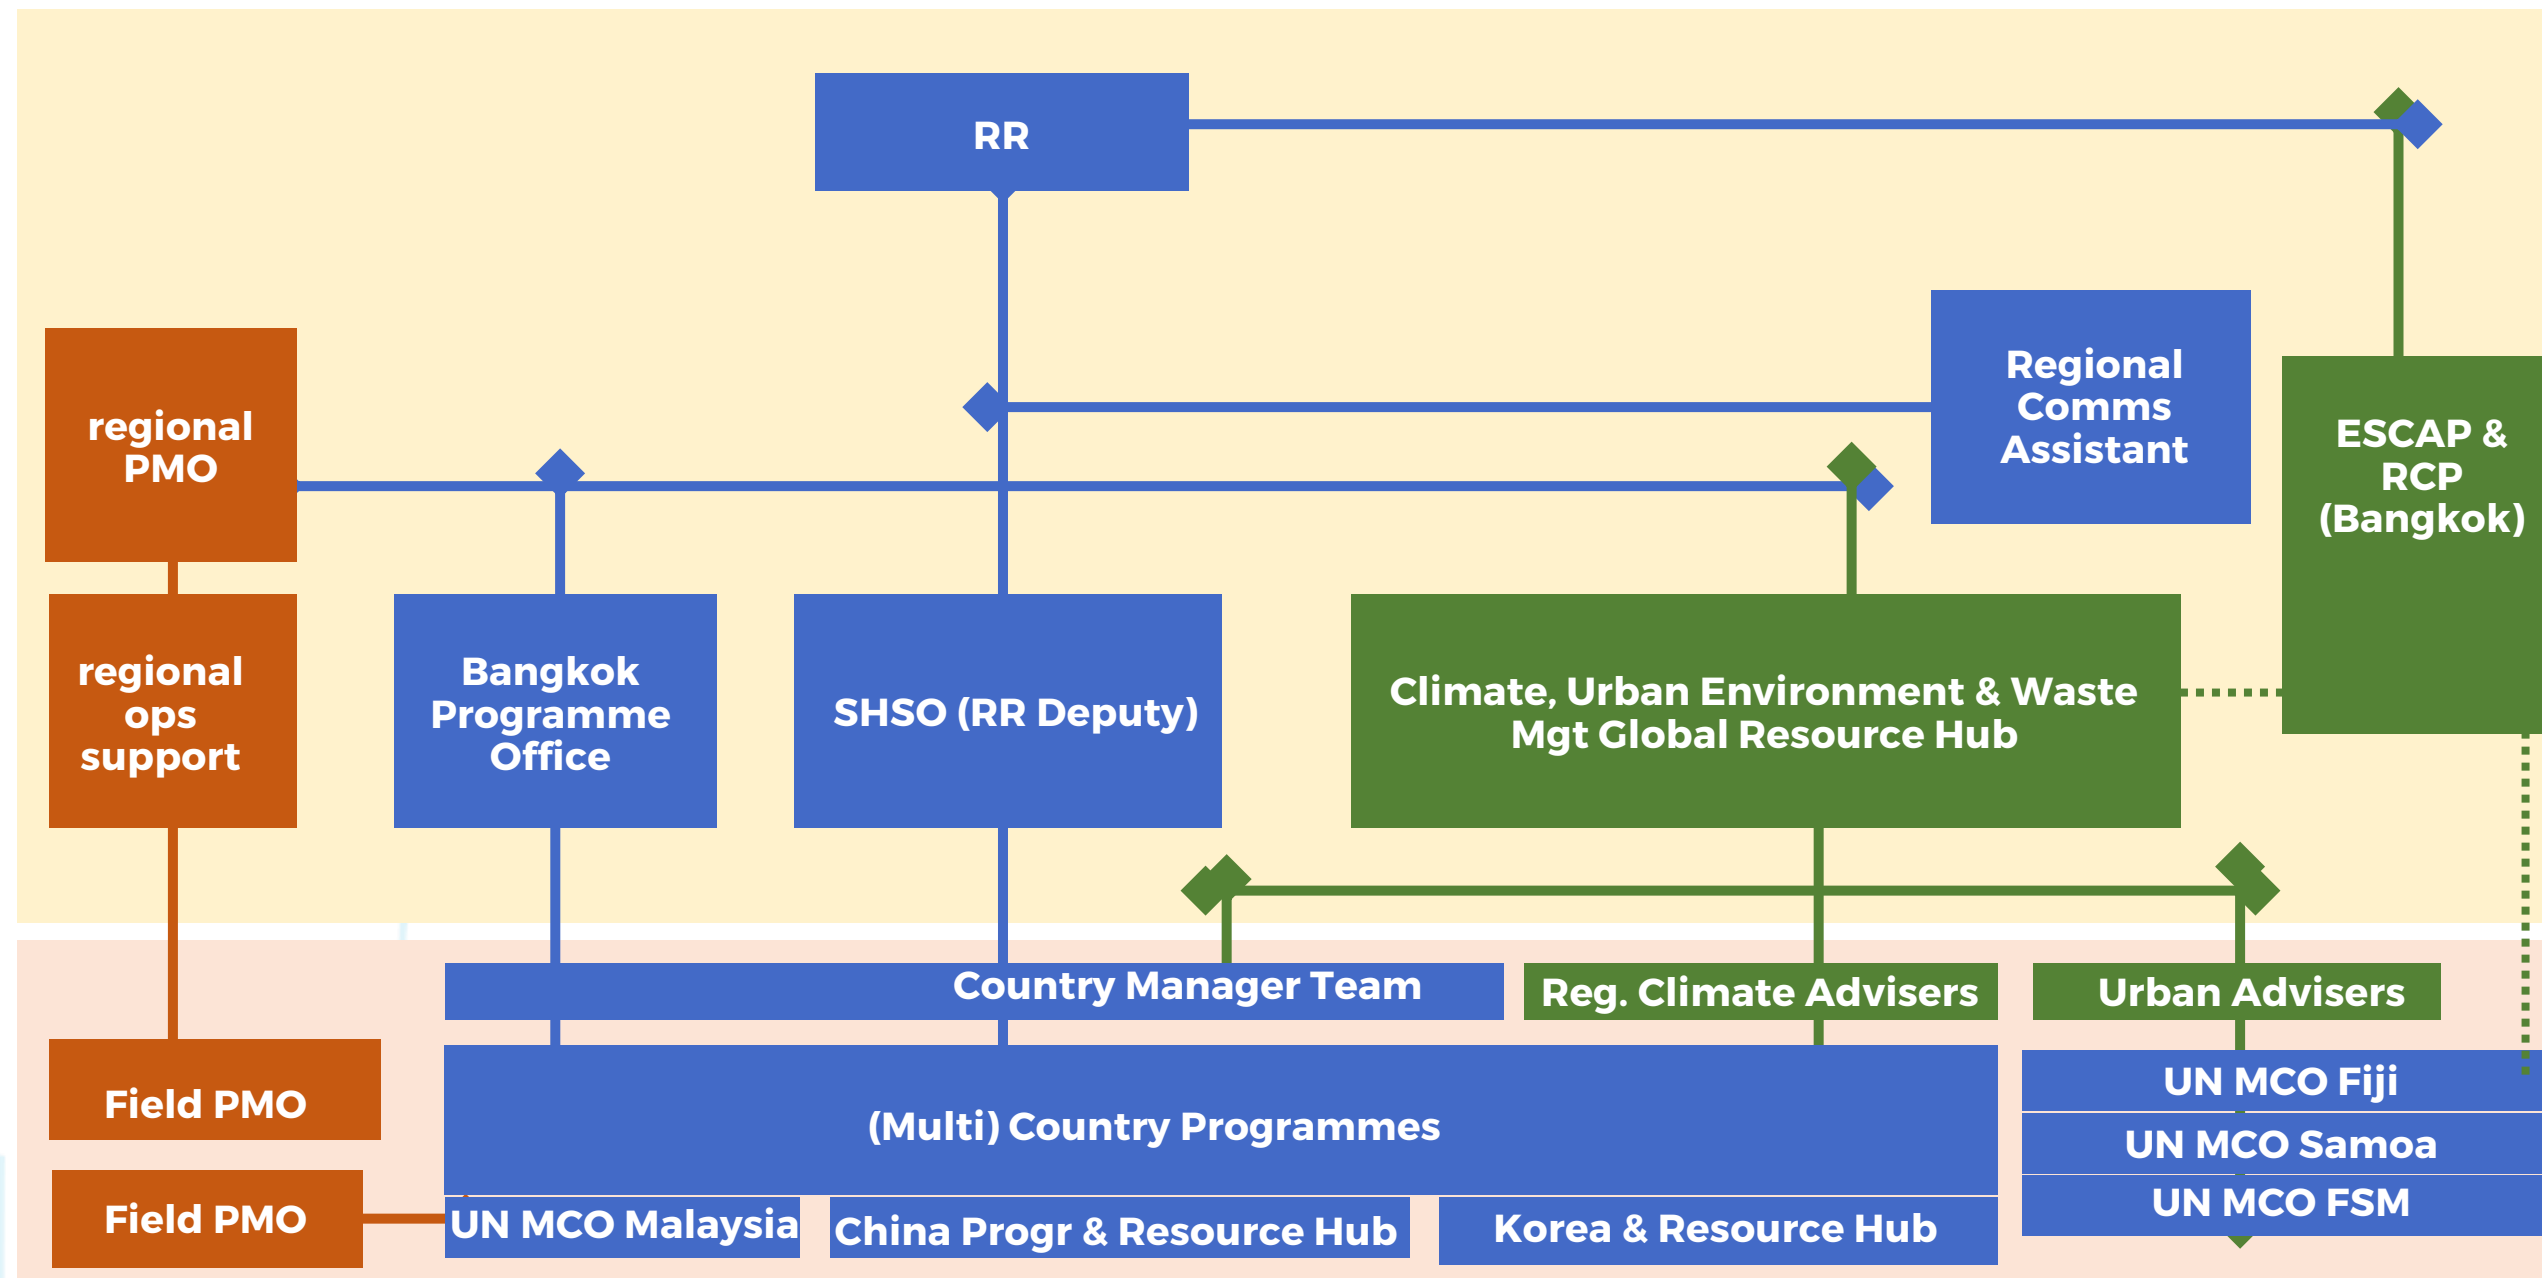 RR
Regional
Comms
Assistant
regional
PMO
ESCAP &
RCP
(Bangkok)
regional
ops
support
Bangkok
Programme
Office
SHSO (RR Deputy)
Climate, Urban Environment & Waste
Mgt Global Resource Hub
Country Manager Team
Reg. Climate Advisers
Urban Advisers
Field PMO
(Multi) Country Programmes
UN MCO Fiji
UN MCO Samoa
UN MCO FSM
Field PMO
UN MCO Malaysia
China Progr & Resource Hub
Korea & Resource Hub